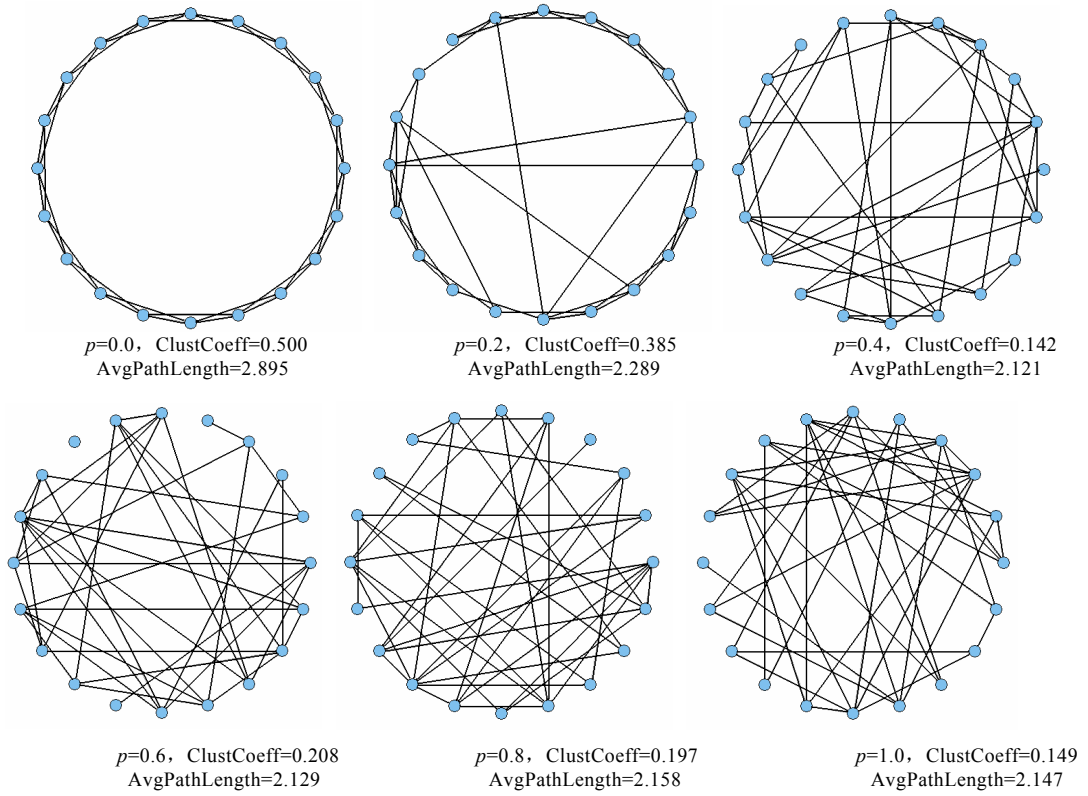 p=0.0，ClustCoeff=0.500
AvgPathLength=2.895
p=0.2，ClustCoeff=0.385
AvgPathLength=2.289
p=0.4，ClustCoeff=0.142
AvgPathLength=2.121
p=0.6，ClustCoeff=0.208
AvgPathLength=2.129
p=0.8，ClustCoeff=0.197
AvgPathLength=2.158
p=1.0，ClustCoeff=0.149
AvgPathLength=2.147